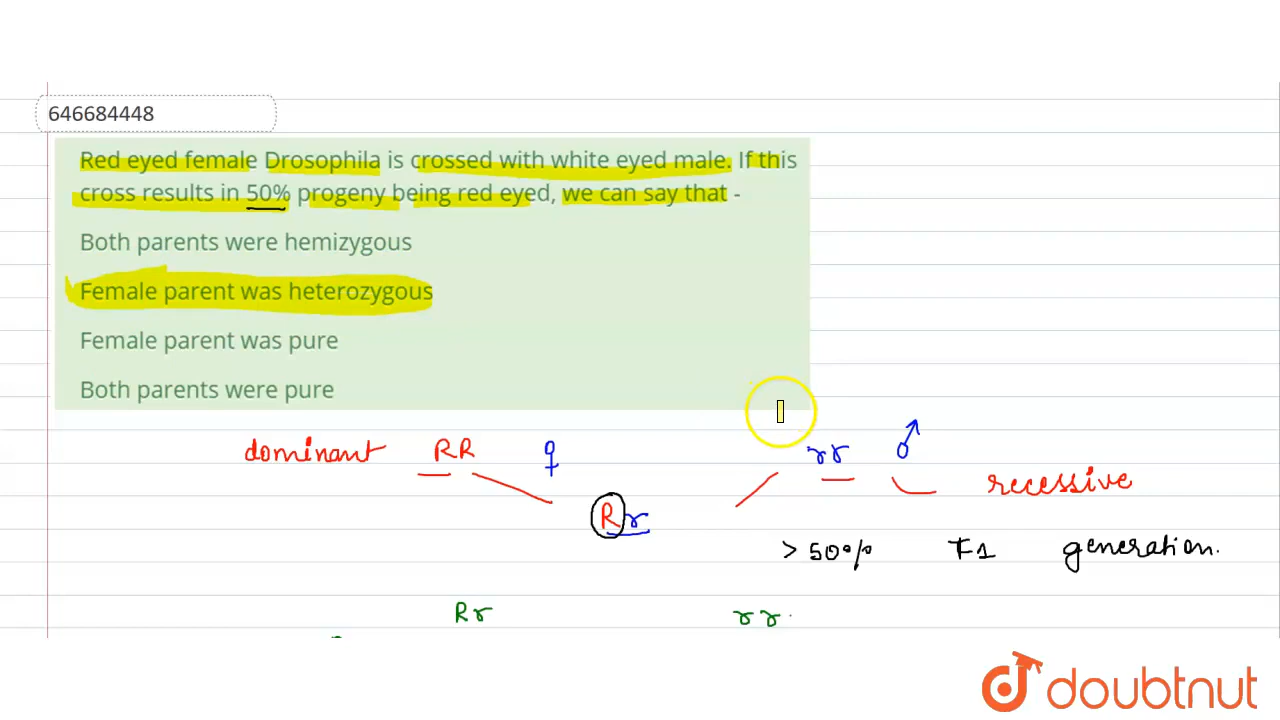 646684448
Red eyed female Drosophila is crossed with white eyed male. If this
cross results in 50% progeny being red eyed, we can say that -
Both parents were hemizygous
Female parent was heterozygous
Female parent was pure
Both parents were pure
dominant RR ♀ rr ♂
recessive
Rr
> 50% F1 generation.
Rr rr.
doubtnut